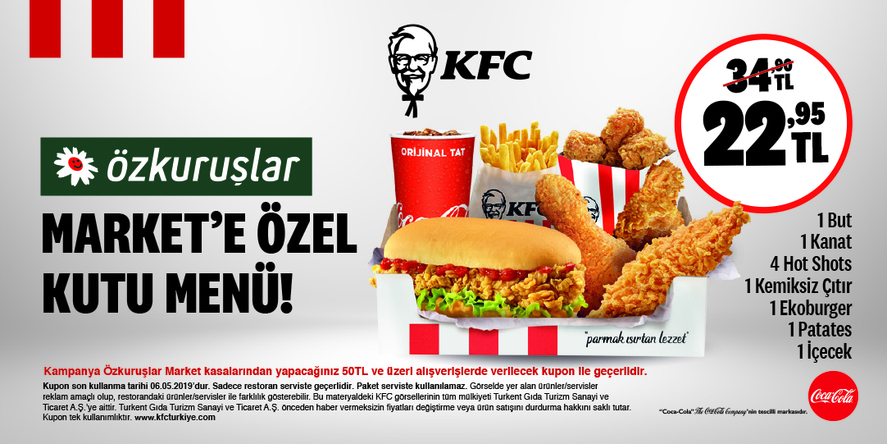 KFC
34,90
TL
22,95
TL
özkuruşlar
MARKET'E ÖZEL
KUTU MENÜ!
ORİJİNAL TAT
Coca-Cola
KFC
"parmak ısırtan lezzet"
1 But
1 Kanat
4 Hot Shots
1 Kemiksiz Çıtır
1 Ekoburger
1 Patates
1 İçecek
Kampanya Özkuruşlar Market kasalarından yapacağınız 50TL ve üzeri alışverişlerde verilecek kupon ile geçerlidir.
Kupon son kullanma tarihi 06.05.2019'dur. Sadece restoran serviste geçerlidir. Paket serviste kullanılamaz. Görselde yer alan ürünler/servisler
reklam amaçlı olup, restorandaki ürünler/servisler ile farklılık gösterebilir. Bu materyaldeki KFC görsellerinin tüm mülkiyeti Turkent Gıda Turizm Sanayi ve
Ticaret A.Ş.'ye aittir. Turkent Gıda Turizm Sanayi ve Ticaret A.Ş. önceden haber vermeksizin fiyatları değiştirme veya ürün satışını durdurma hakkını saklı tutar.
Kupon tek kullanımlıktır. www.kfcturkiye.com
"Coca-Cola" The Coca-Cola Company'nin tescilli markasıdır.
Coca-Cola